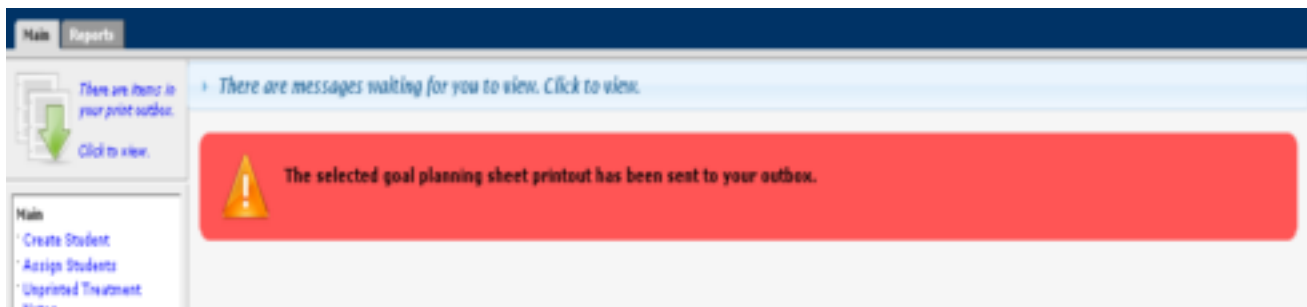 Main Reports
There are items in
your print outbox.
Click to view.
There are messages waiting for you to view. Click to view.
The selected goal planning sheet printout has been sent to your outbox.
Main
Create Student
Assign Students
Unprinted Treatment